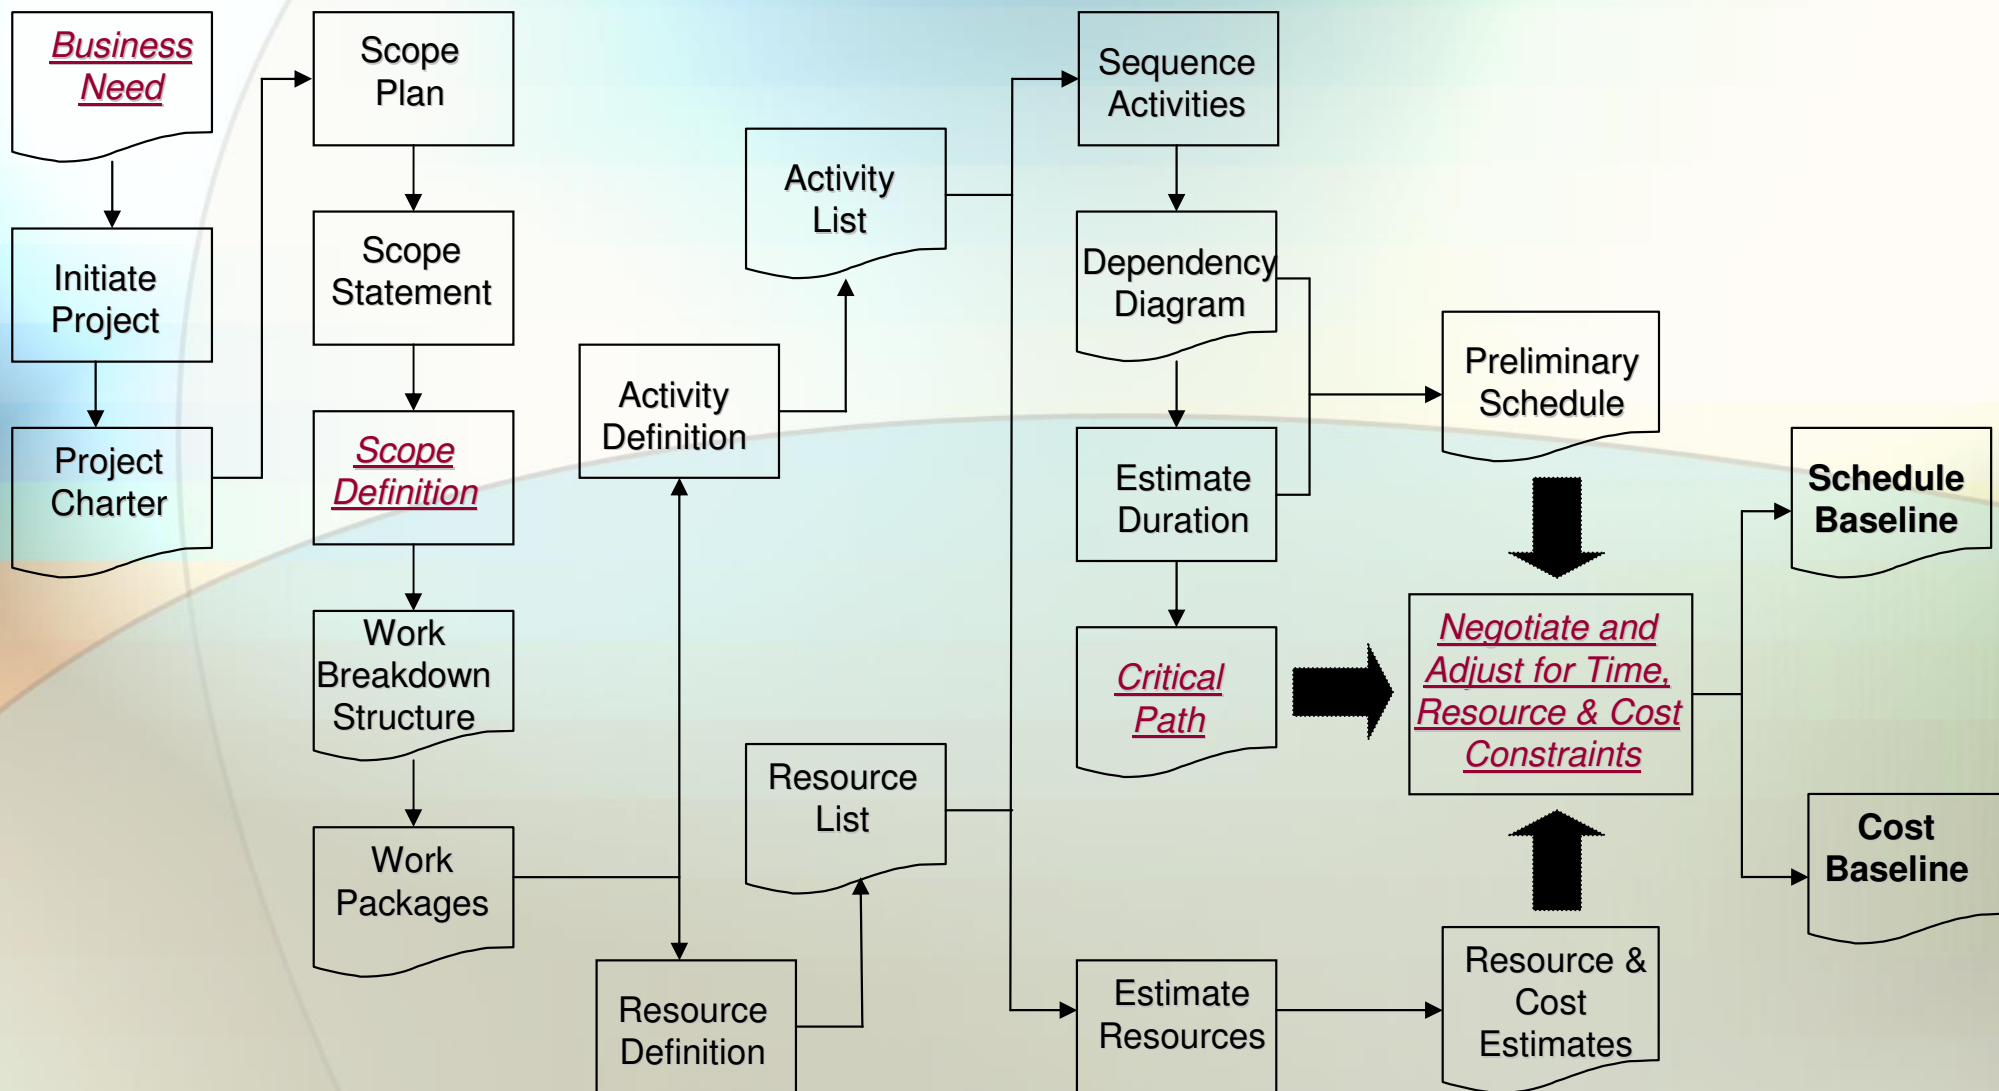 Business
Need
Initiate
Project
Project
Charter
Scope
Plan
Scope
Statement
Scope
Definition
Work
Breakdown
Structure
Work
Packages
Activity
Definition
Resource
Definition
Activity
List
Resource
List
Sequence
Activities
Dependency
Diagram
Estimate
Duration
Critical
Path
Estimate
Resources
Preliminary
Schedule
Negotiate and
Adjust for Time,
Resource & Cost
Constraints
Resource &
Cost
Estimates
Schedule
Baseline
Cost
Baseline